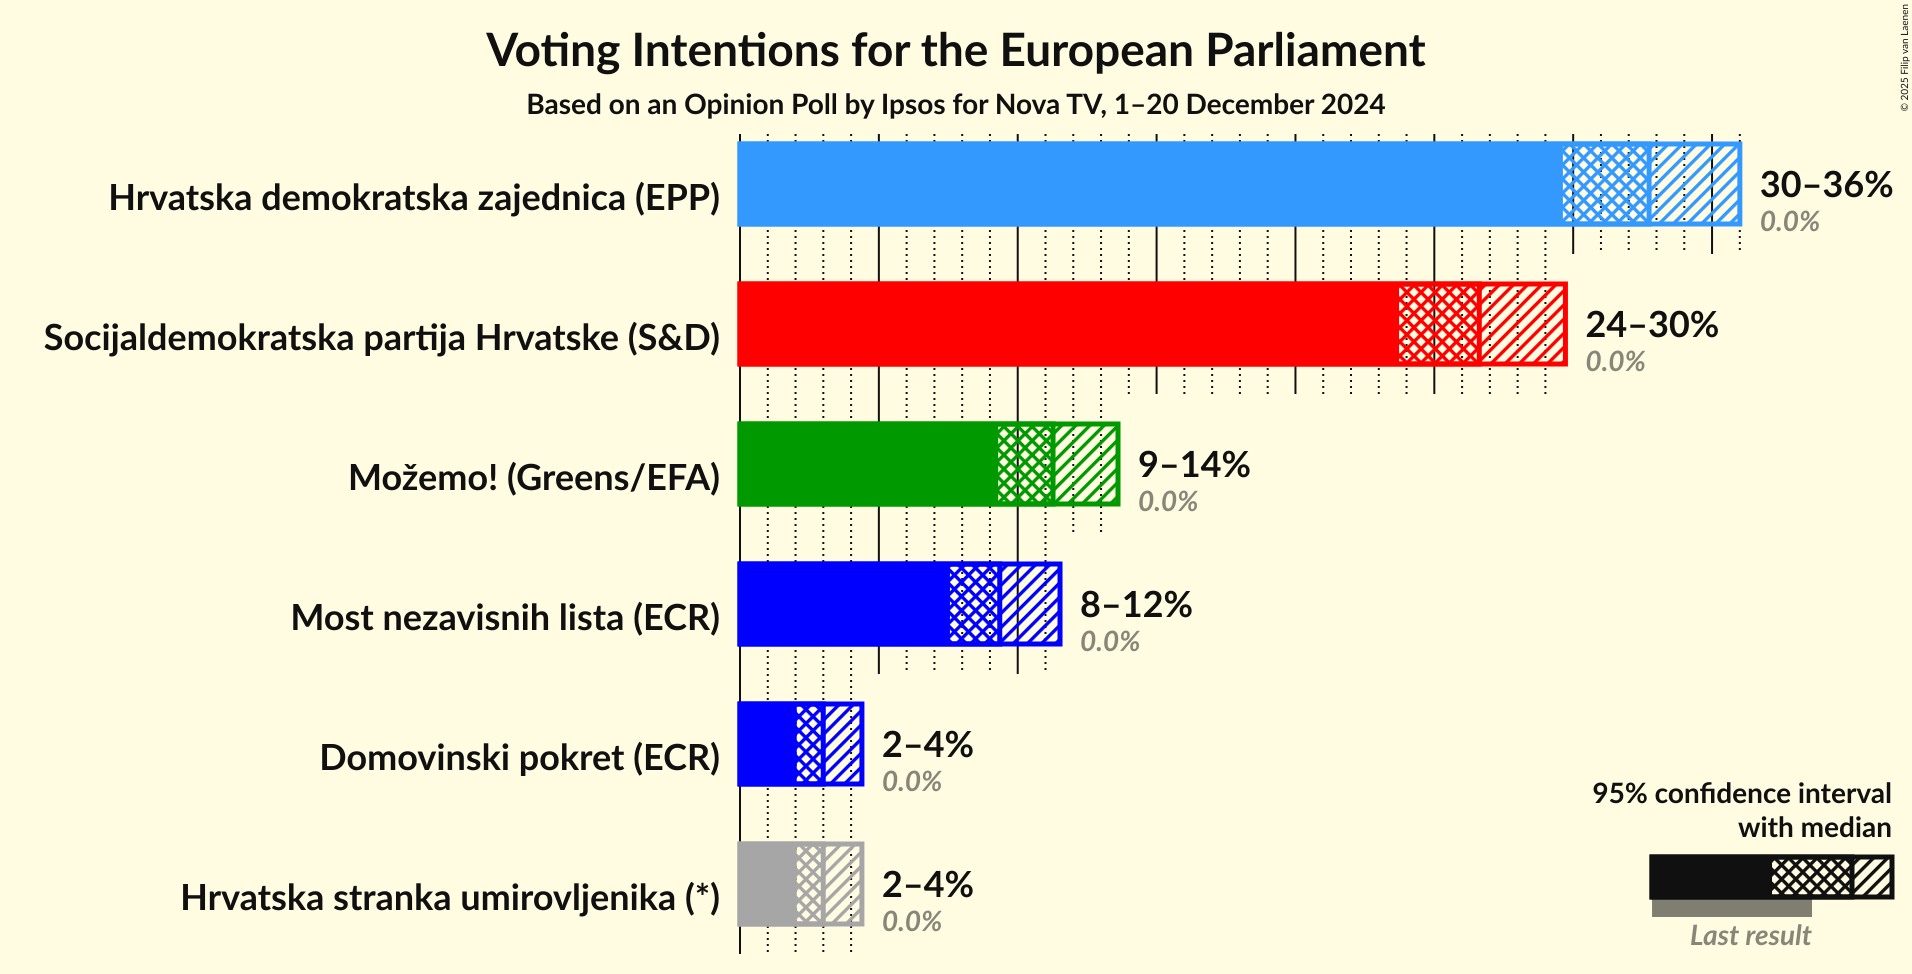 Voting Intentions for the European Parliament
Based on an Opinion Poll by Ipsos for Nova TV, 1–20 December 2024
© 2025 Filip van Laenen
Hrvatska demokratska zajednica (EPP)
30–36%
0.0%
Socijaldemokratska partija Hrvatske (S&D)
24–30%
0.0%
Možemo! (Greens/EFA)
9–14%
0.0%
Most nezavisnih lista (ECR)
8–12%
0.0%
Domovinski pokret (ECR)
2–4%
0.0%
Hrvatska stranka umirovljenika (*)
2–4%
0.0%
95% confidence interval
with median
Last result